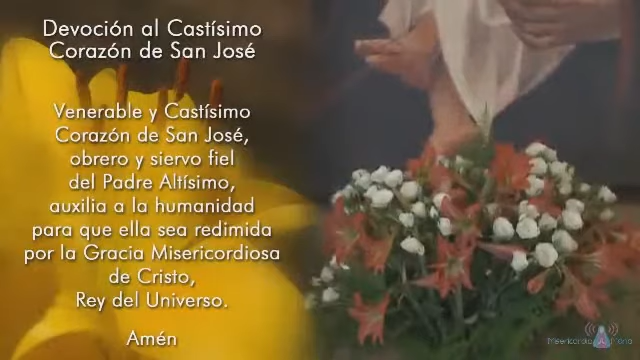 Devoción al Castísimo
Corazón de San José
Venerable y Castísimo
Corazón de San José,
obrero y siervo fiel
del Padre Altísimo,
auxilia a la humanidad
para que ella sea redimida
por la Gracia Misericordiosa
de Cristo,
Rey del Universo.
Amén